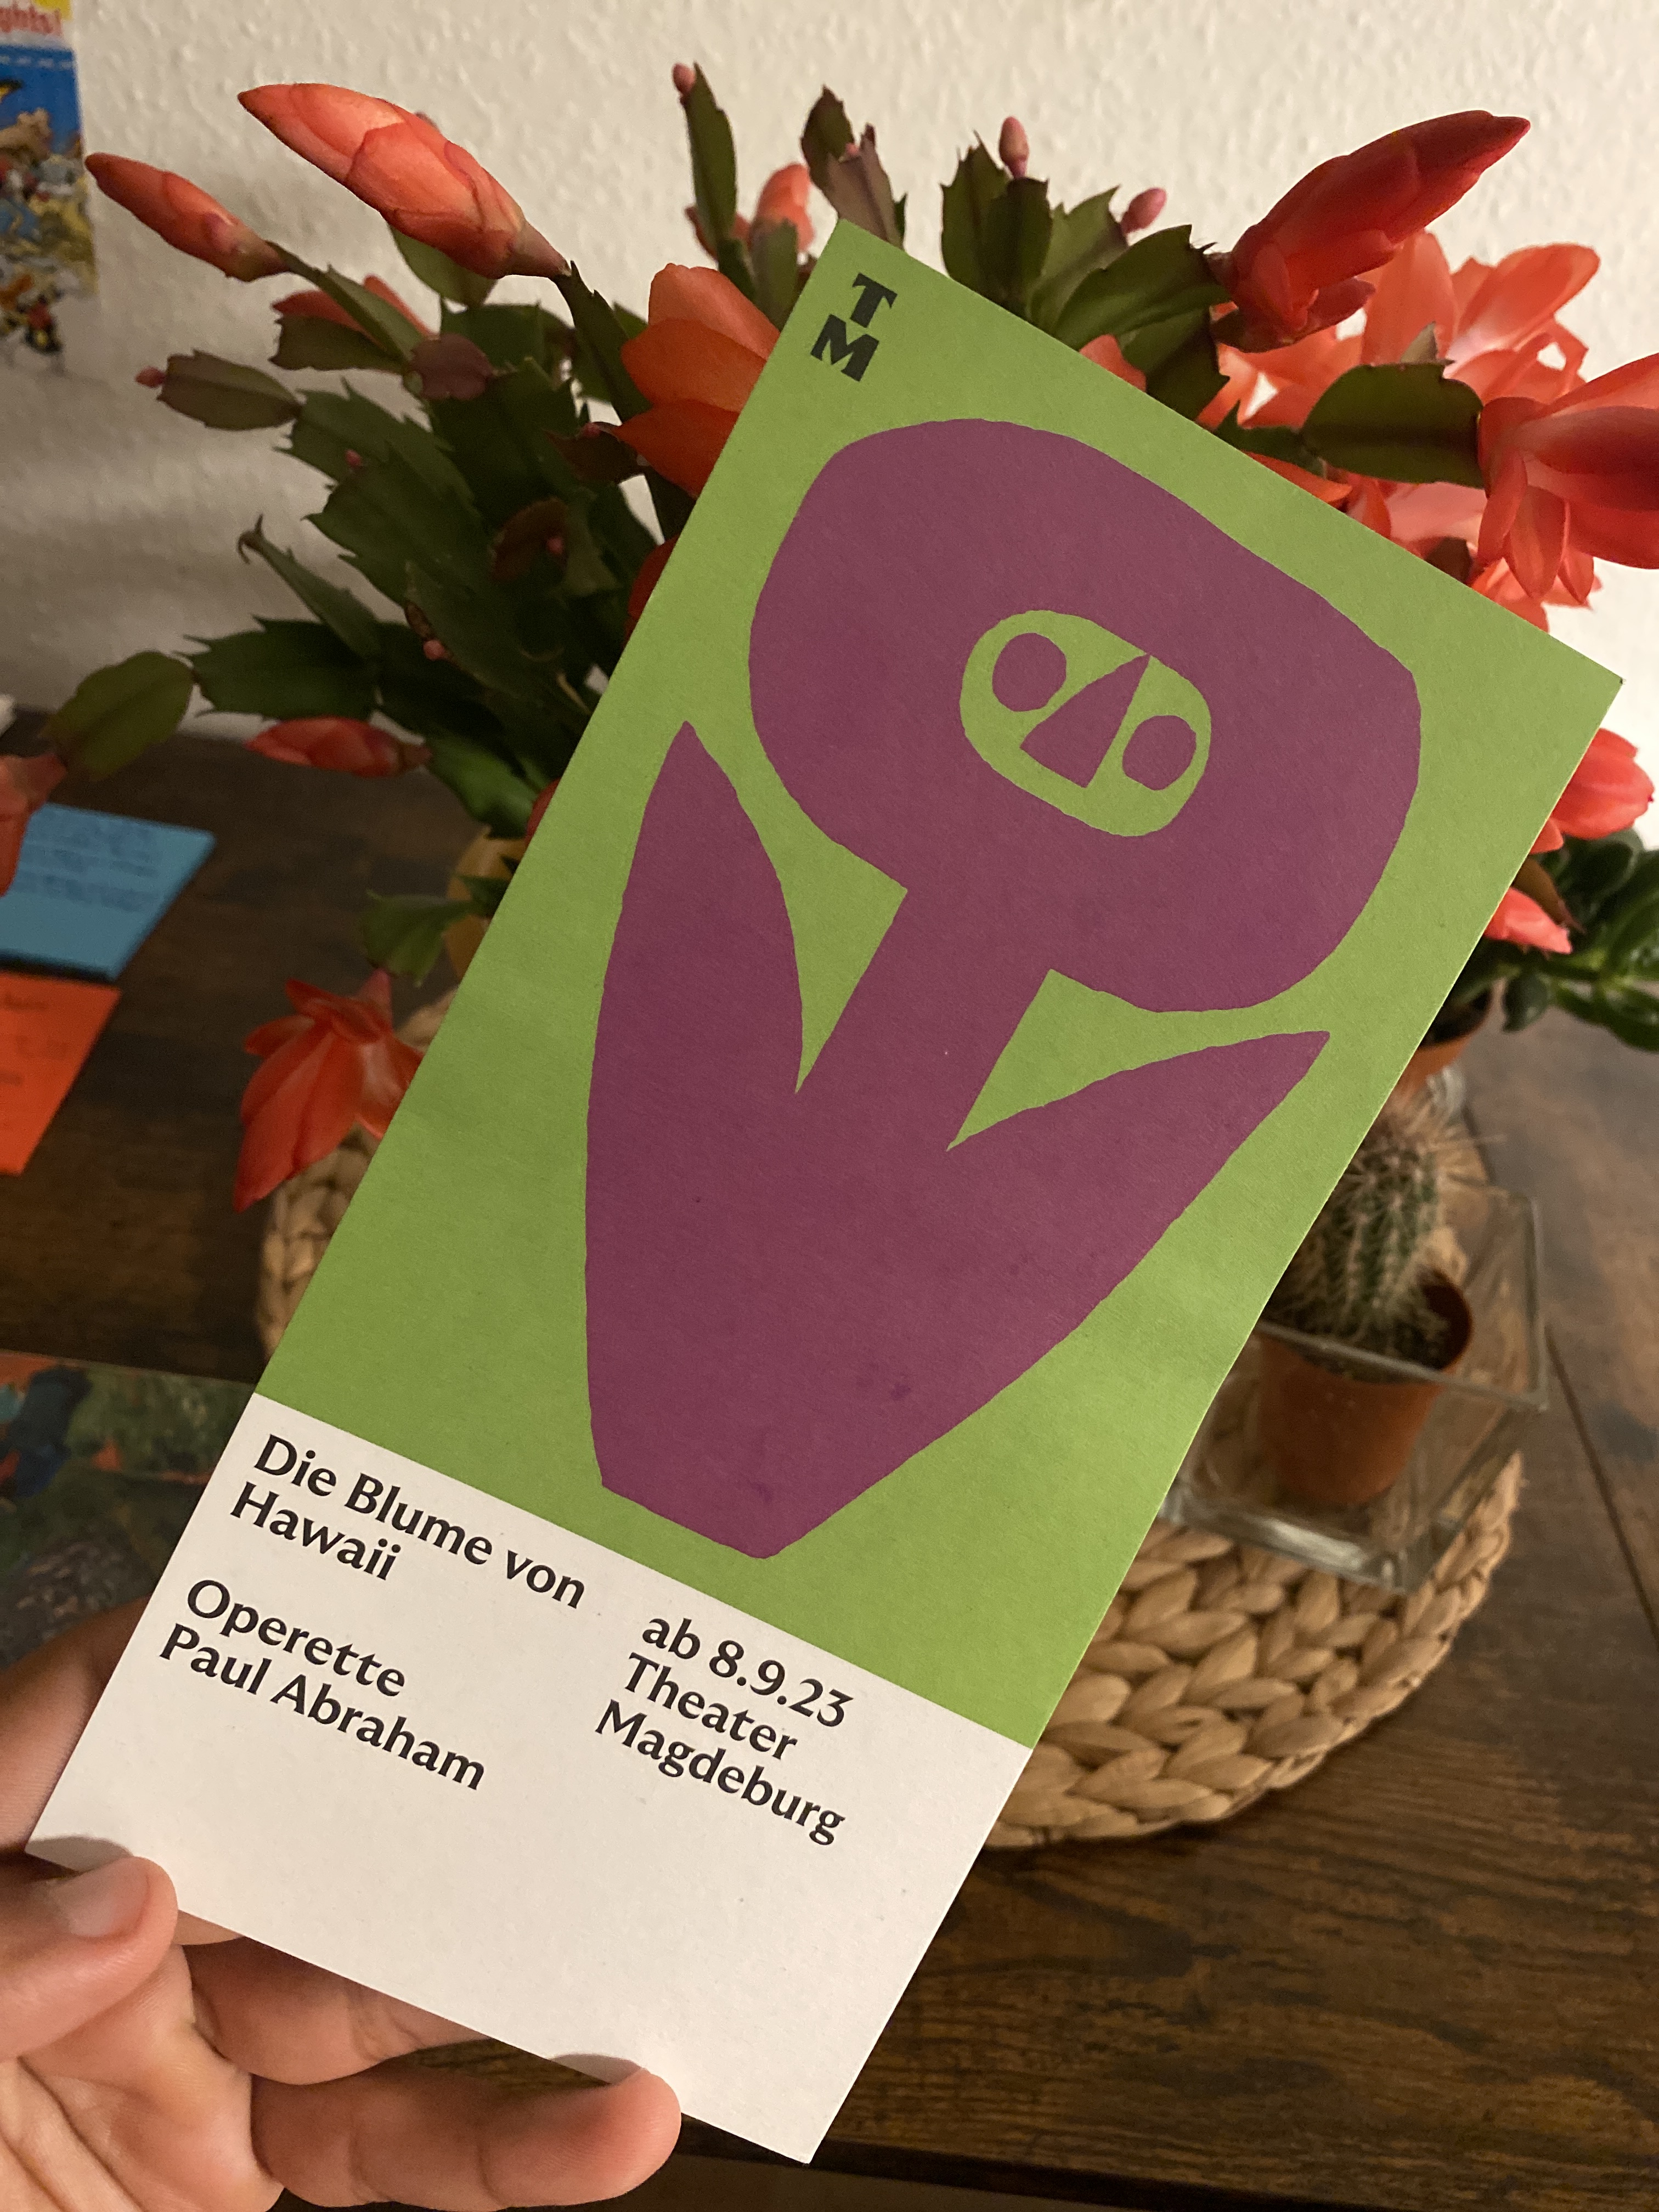 T
M
Die Blume von
Hawaii
Operette
Paul Abraham
ab 8.9.23
Theater
Magdeburg